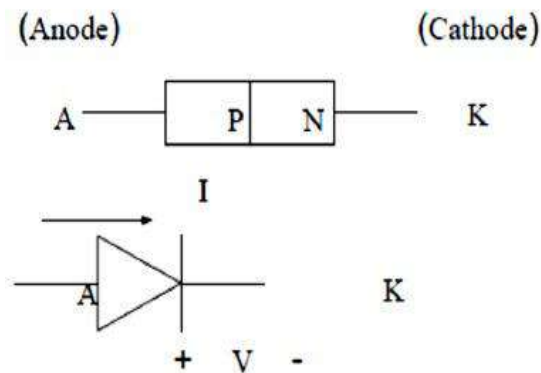 (Anode) (Cathode)
A P N K
I
A K
+ V -